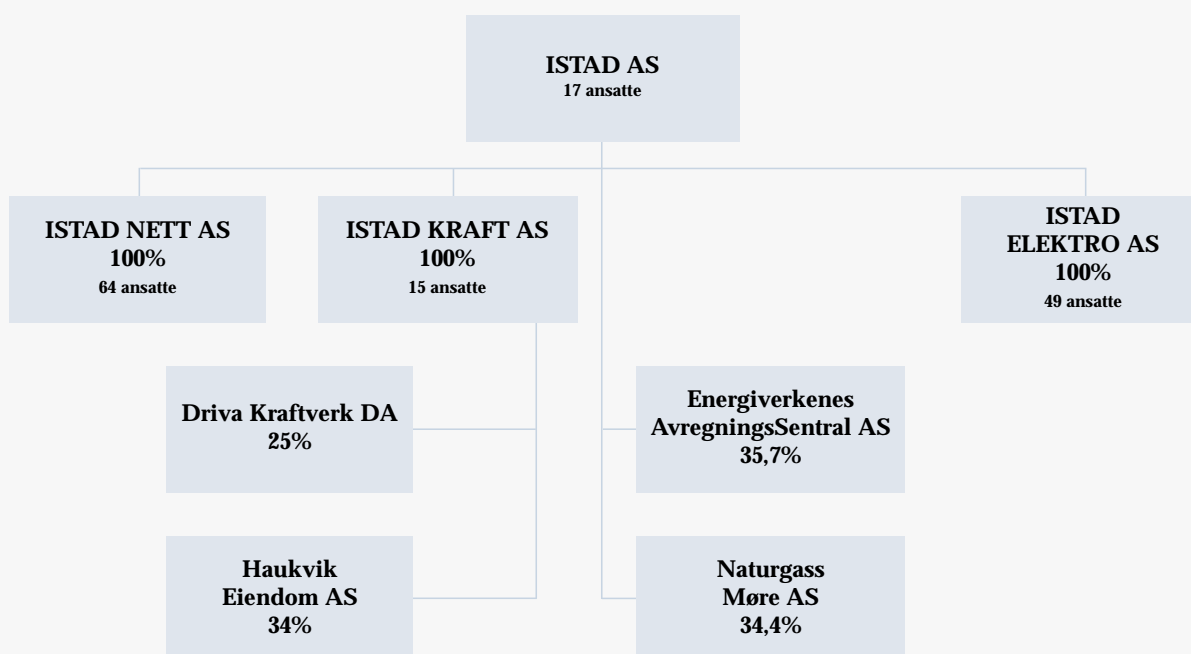 ISTAD AS
17 ansatte
ISTAD NETT AS
100%
64 ansatte
ISTAD KRAFT AS
100%
15 ansatte
ISTAD
ELEKTRO AS
100%
49 ansatte
Driva Kraftverk DA
25%
Energiverkenes
AvregningsSentral AS
35,7%
Haukvik
Eiendom AS
34%
Naturgass
Møre AS
34,4%